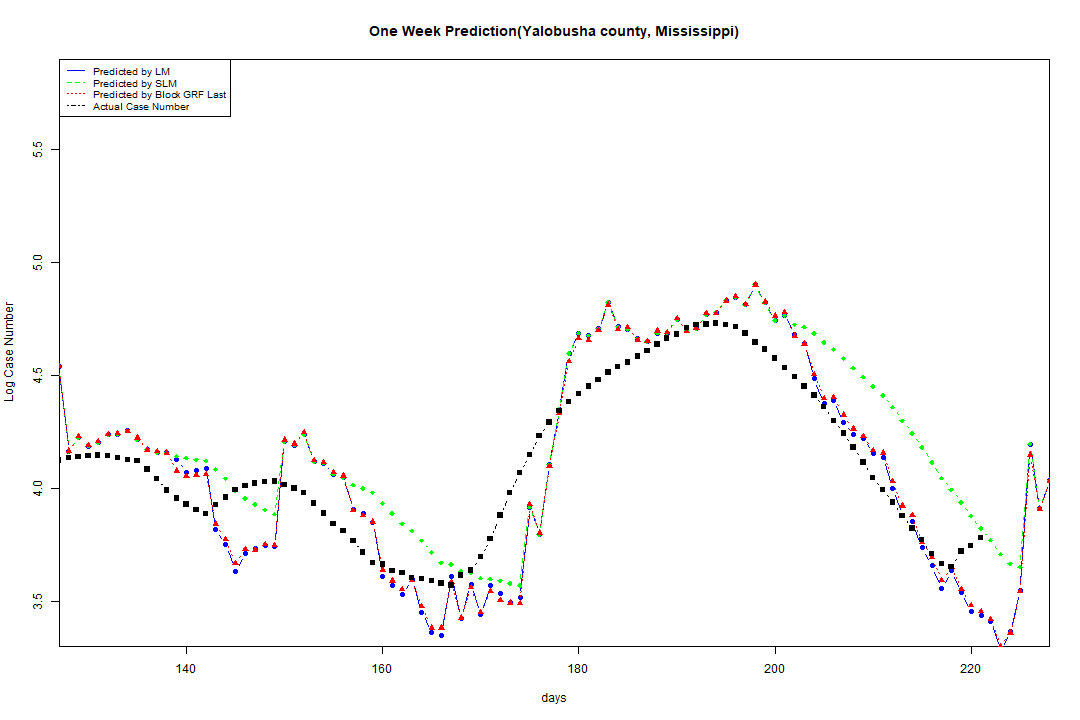 One Week Prediction(Yalobusha county, Mississippi)
Predicted by LM
Predicted by SLM
Predicted by Block GRF Last
Actual Case Number
5.5
5.0
4.5
4.0
3.5
Log Case Number
140 160 180 200 220
days